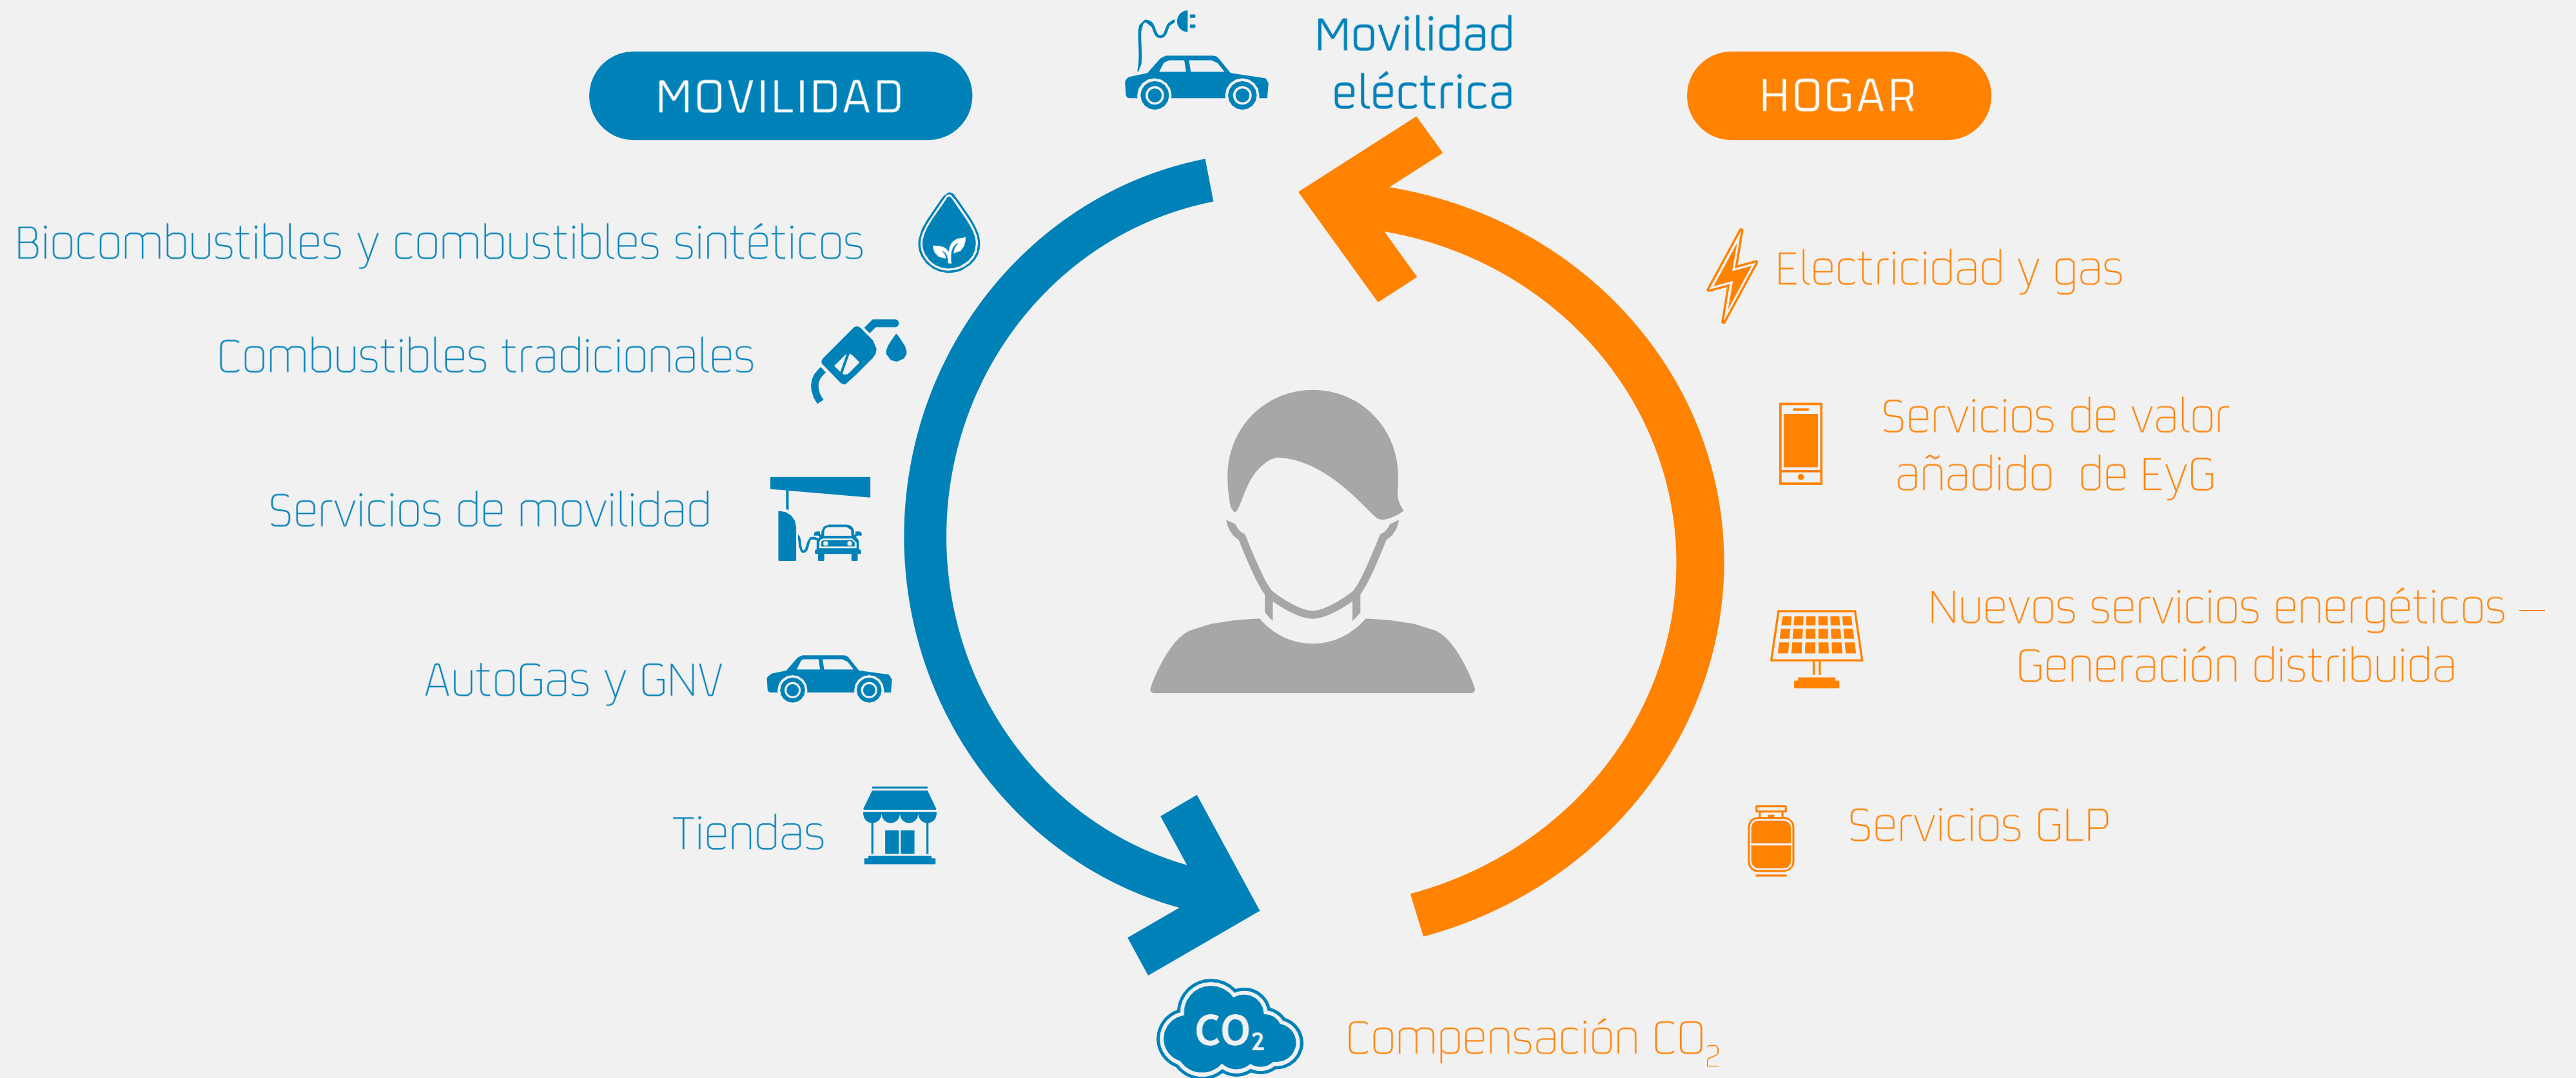 MOVILIDAD
Movilidad
eléctrica
HOGAR
Biocombustibles y combustibles sintéticos
Combustibles tradicionales
Servicios de movilidad
AutoGas y GNV
Tiendas
Electricidad y gas
Servicios de valor
añadido de EyG
Nuevos servicios energéticos –
Generación distribuida
Servicios GLP
CO₂
Compensación CO₂